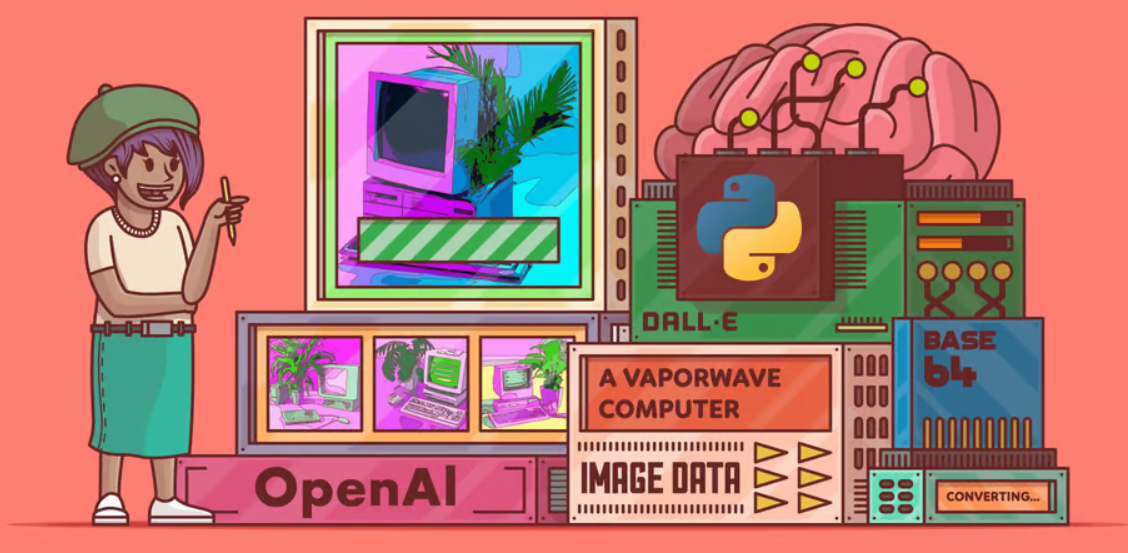 DALL·E
BASE
64
A VAPORWAVE
COMPUTER
OpenAI
IMAGE DATA
CONVERTING...